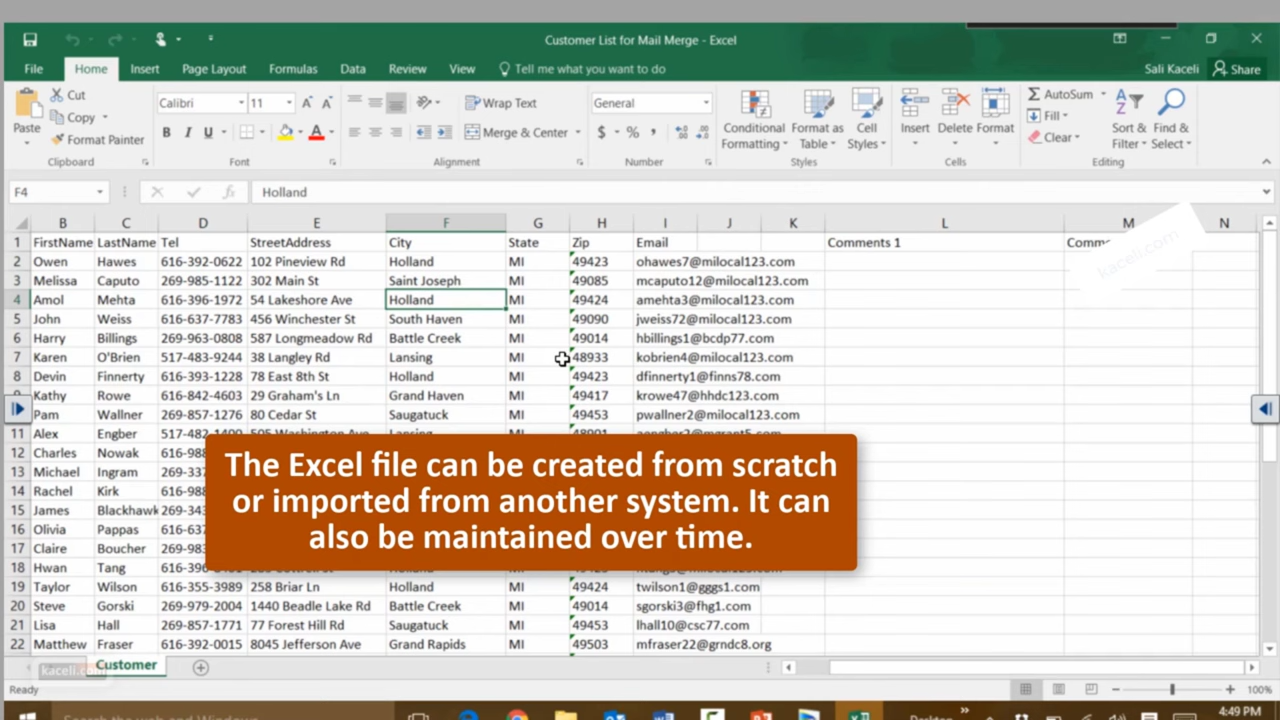 Customer List for Mail Merge - Excel
File Home Insert Page Layout Formulas Data Review View Tell me what you want to do Sali Kaceli Share
Paste Cut Copy Format Painter
Calibri 11 A A
B I U A
Wrap Text
Merge & Center
General
$ % ,
Conditional Formatting
Format as Table
Cell Styles
Insert Delete Format
AutoSum
Fill
Clear
Sort & Filter
Find & Select
Clipboard Font Alignment Number Styles Cells Editing
F4 fx Holland
B C D E F G H I J K L M N
1 FirstName LastName Tel StreetAddress City State Zip Email Comments 1
2 Owen Hawes 616-392-0622 102 Pineview Rd Holland MI 49423 ohawes7@milocal123.com
3 Melissa Caputo 269-985-1122 302 Main St Saint Joseph MI 49085 mcaputo12@milocal123.com
4 Amol Mehta 616-396-1972 54 Lakeshore Ave Holland MI 49424 amehta3@milocal123.com
5 John Weiss 616-637-7783 456 Winchester St South Haven MI 49090 jweiss72@milocal123.com
6 Harry Billings 269-963-0808 587 Longmeadow Rd Battle Creek MI 49014 hbillings1@bcdp77.com
7 Karen O'Brien 517-483-9244 38 Langley Rd Lansing MI 48933 kobrien4@milocal123.com
8 Devin Finnerty 616-393-1228 78 East 8th St Holland MI 49423 dfinnerty1@finns78.com
Kathy Rowe 616-842-4603 29 Graham's Ln Grand Haven MI 49417 krowe47@hhdc123.com
Pam Wallner 269-857-1276 80 Cedar St Saugatuck MI 49453 pwallner2@milocal123.com
11 Alex Engber
12 Charles Nowak
13 Michael Ingram
14 Rachel Kirk
15 James Blackhawk
16 Olivia Pappas
17 Claire Boucher
18 Hwan Tang
The Excel file can be created from scratch
or imported from another system. It can
also be maintained over time.
19 Taylor Wilson 616-355-3989 258 Briar Ln Holland MI 49424 twilson1@gggs1.com
20 Steve Gorski 269-979-2004 1440 Beadle Lake Rd Battle Creek MI 49014 sgorski3@fhg1.com
21 Lisa Hall 269-857-1771 77 Forest Hill Rd Saugatuck MI 49453 lhall10@csc77.com
22 Matthew Fraser 616-392-0015 8045 Jefferson Ave Grand Rapids MI 49503 mfraser22@grndc8.org
kaceli.com
Customer
Ready 100%
4:49 PM